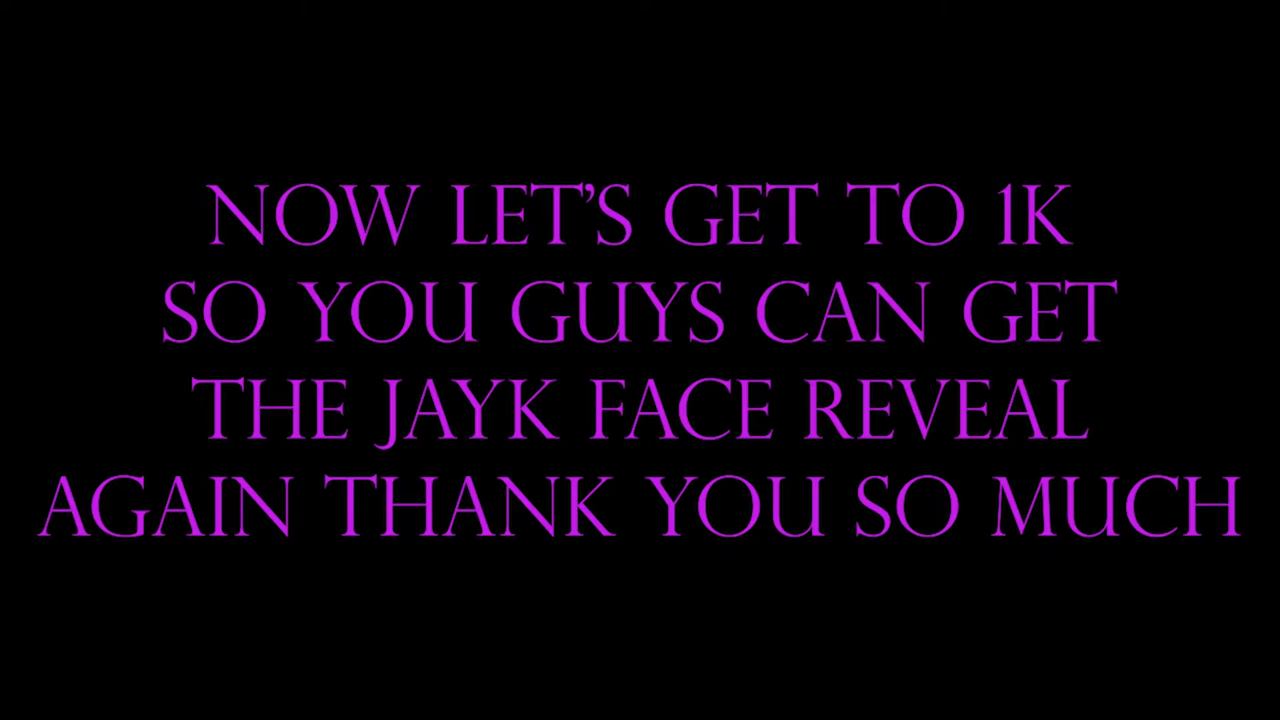 NOW LET’S GET TO 1K
SO YOU GUYS CAN GET
THE JAYK FACE REVEAL
AGAIN THANK YOU SO MUCH